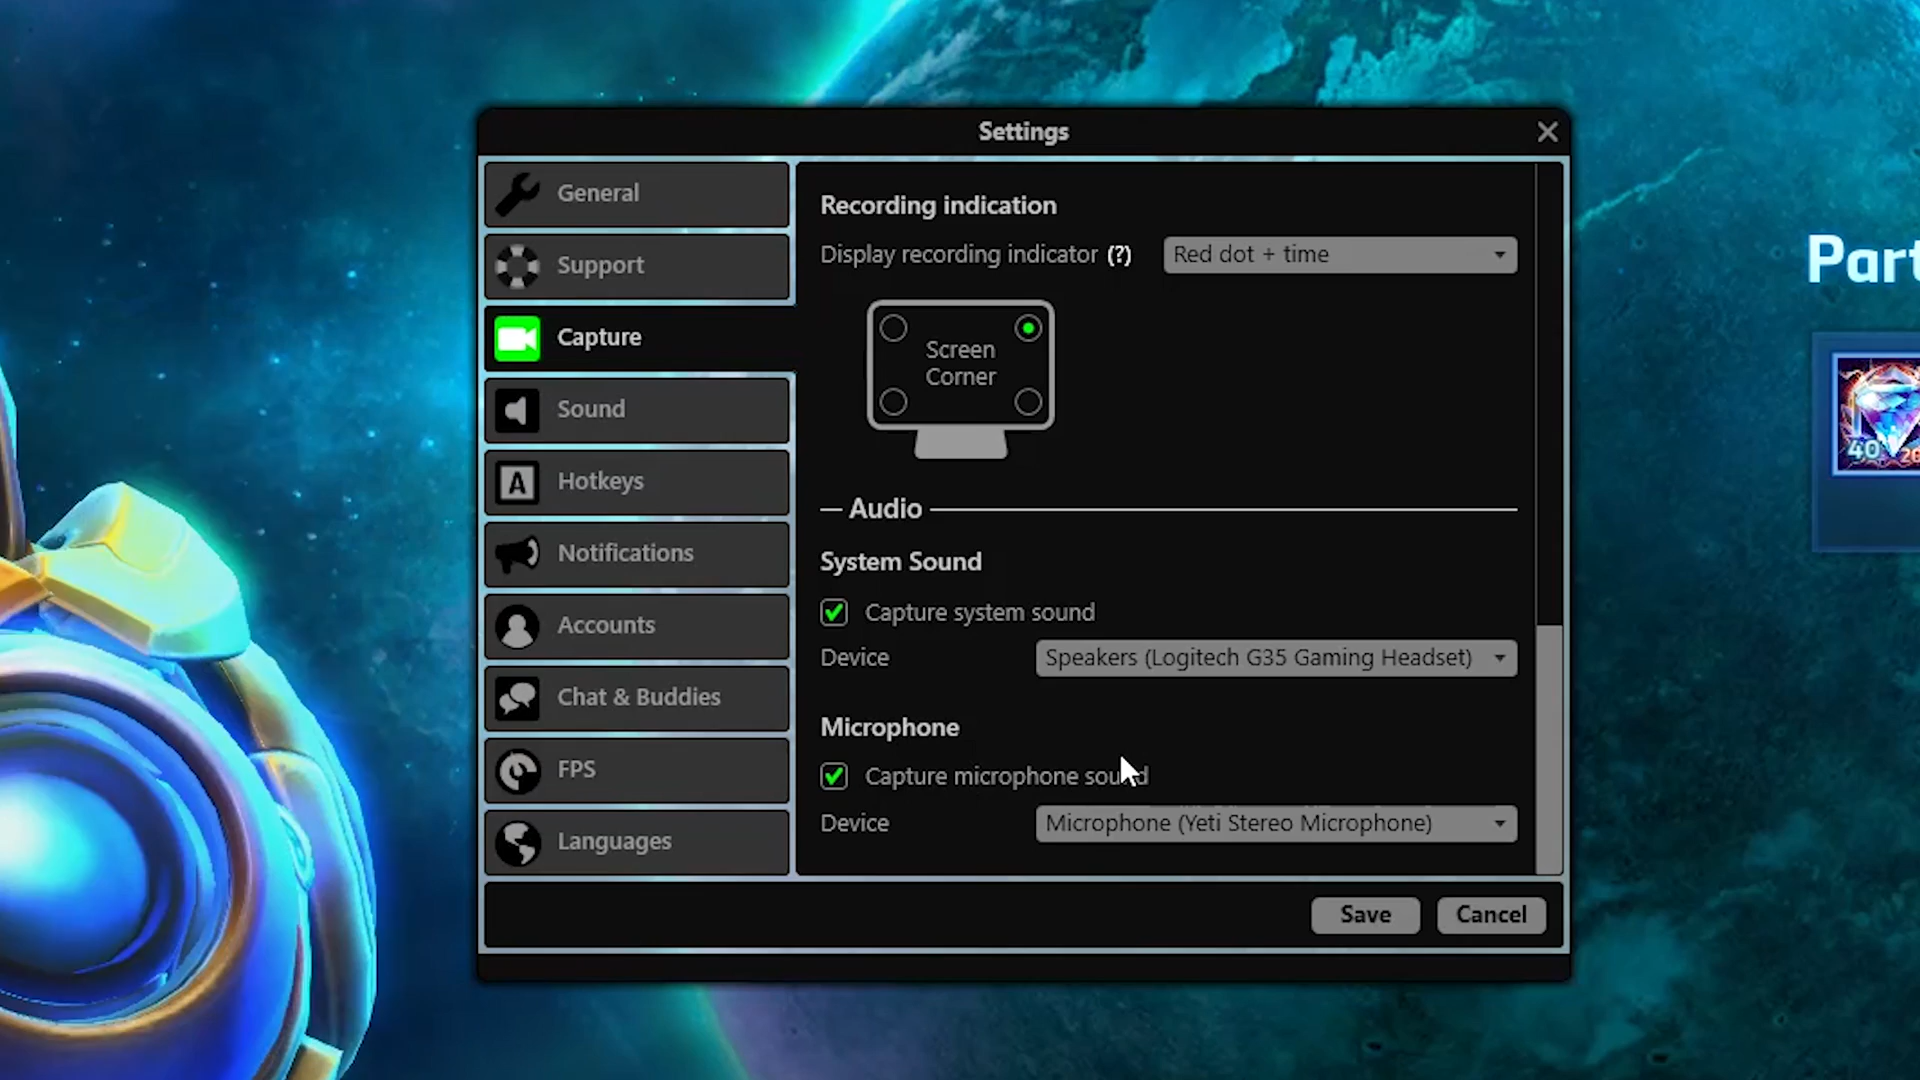 Settings
General
Support
Capture
Sound
Hotkeys
Notifications
Accounts
Chat & Buddies
FPS
Languages
Recording indication
Display recording indicator (?)
Red dot + time
Screen
Corner
Audio
System Sound
Capture system sound
Device
Speakers (Logitech G35 Gaming Headset)
Microphone
Capture microphone sound
Device
Microphone (Yeti Stereo Microphone)
Save
Cancel
Part
40
20